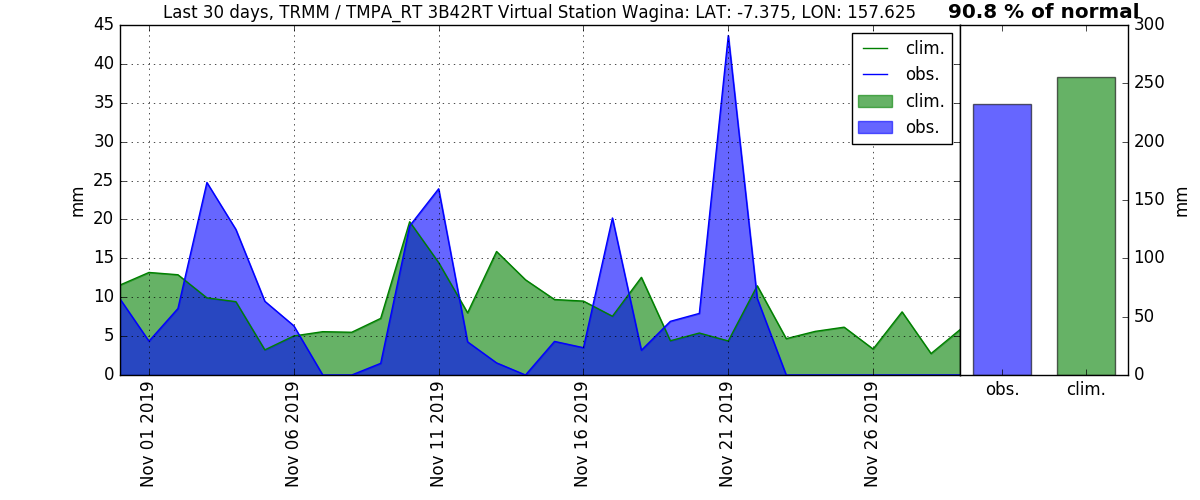 Last 30 days, TRMM / TMPA_RT 3B42RT Virtual Station Wagina: LAT: -7.375, LON: 157.625
90.8 % of normal
45
40
35
30
25
20
15
10
5
0
mm
Nov 01 2019
Nov 06 2019
Nov 11 2019
Nov 16 2019
Nov 21 2019
Nov 26 2019
clim.
obs.
clim.
obs.
300
250
200
150
100
50
0
mm
obs.
clim.